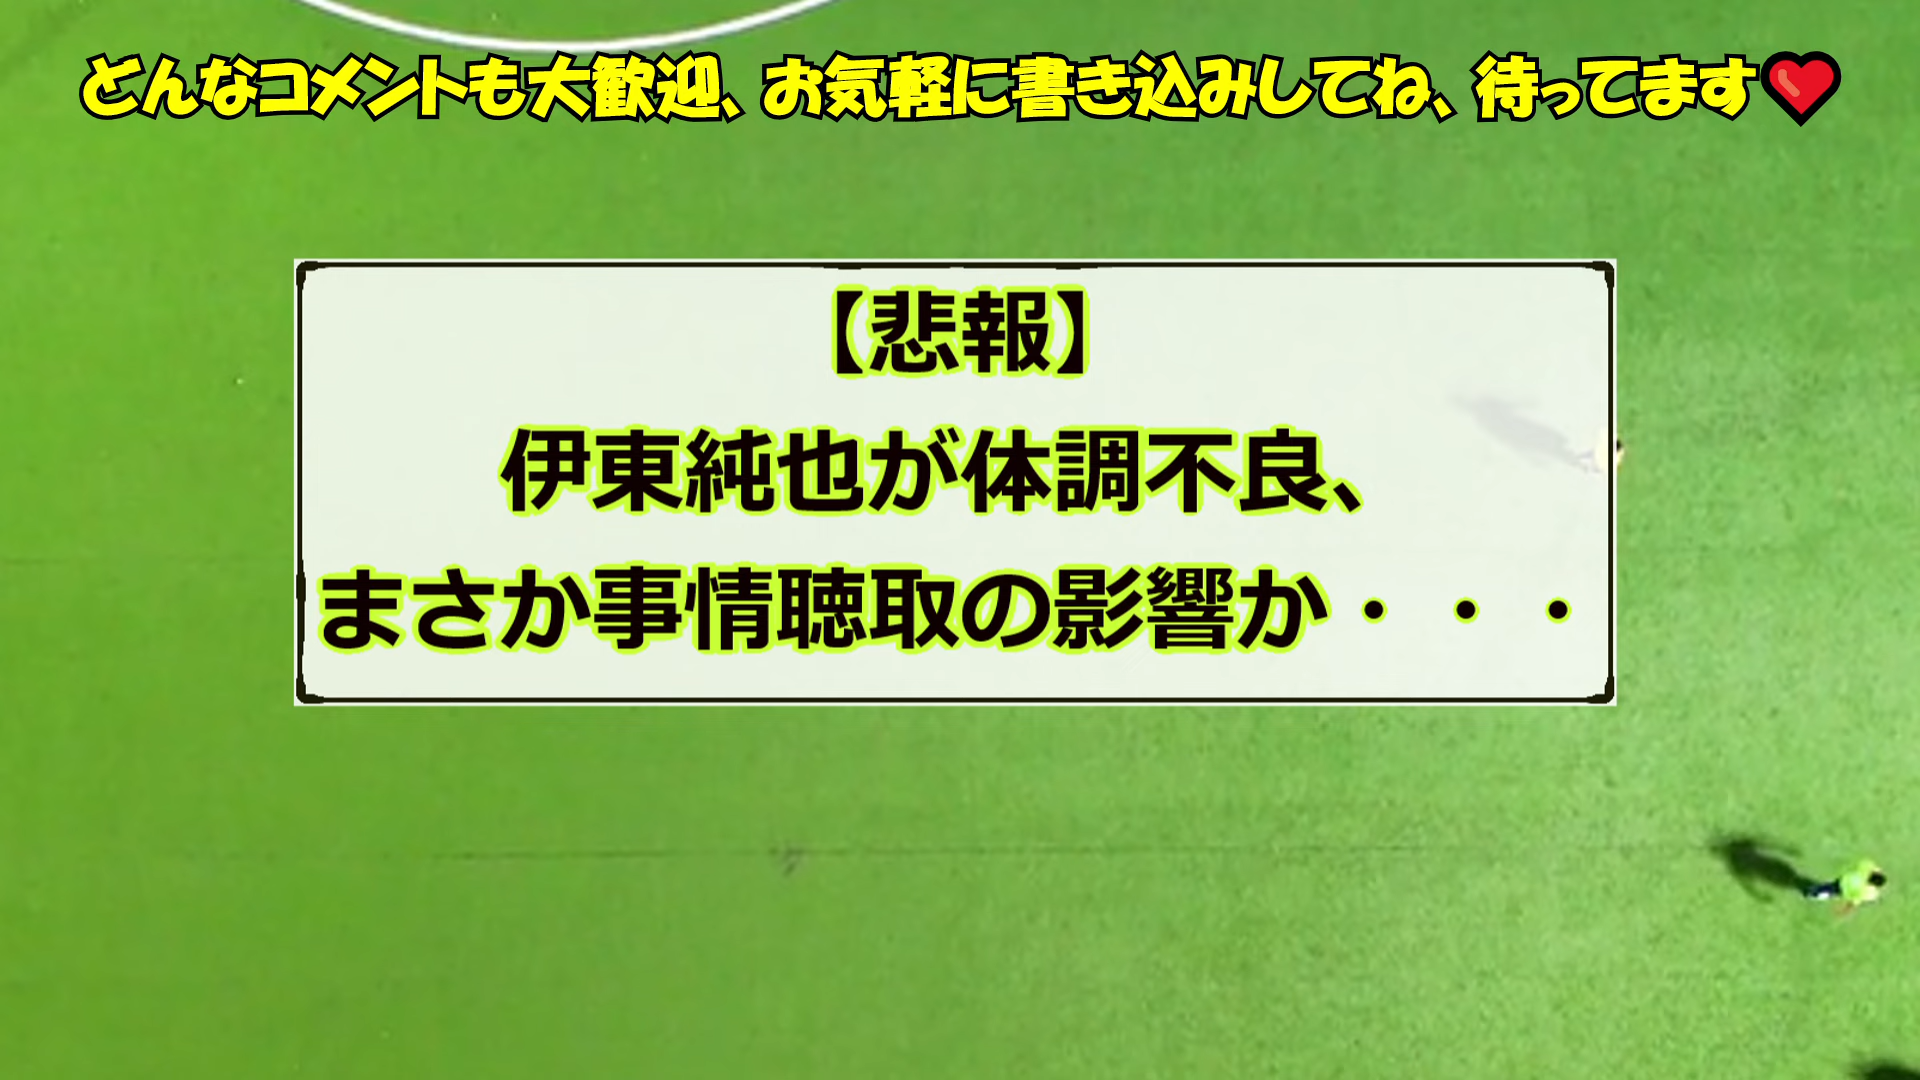 どんなコメントも大歓迎、お気軽に書き込みしてね、待ってます❤
【悲報】
伊東純也が体調不良、
まさか事情聴取の影響か・・・